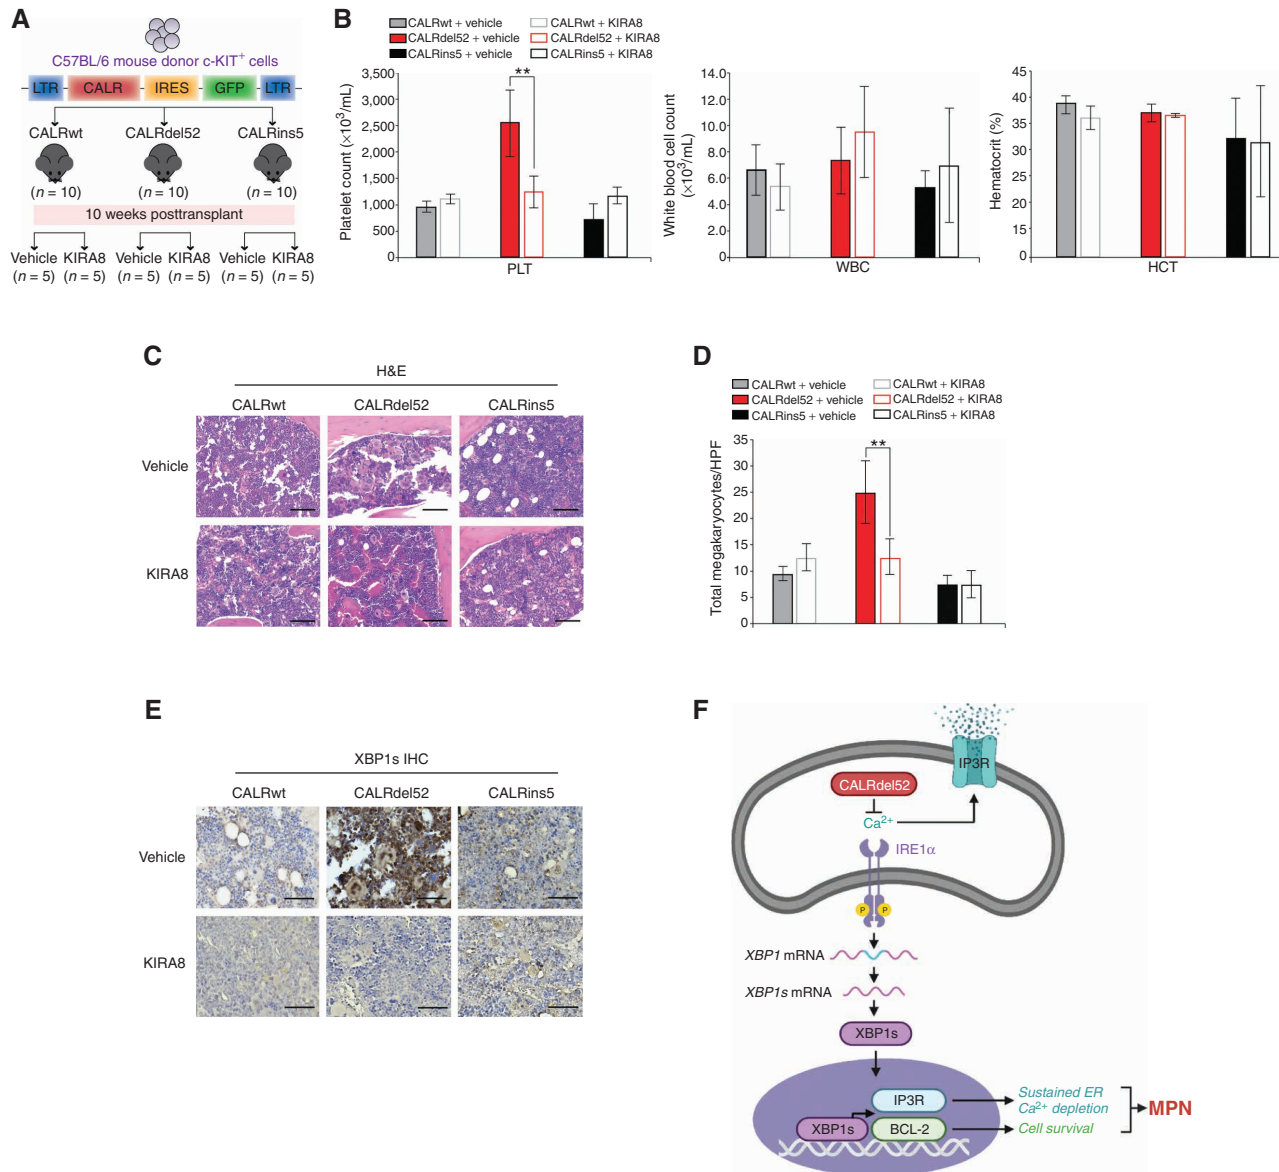 A
C57BL/6 mouse donor c-KIT+ cells
LTR CALR IRES GFP LTR
CALRwt CALRdel52 CALRins5
(n = 10) (n = 10) (n = 10)
10 weeks posttransplant
Vehicle KIRA8 Vehicle KIRA8 Vehicle KIRA8
(n = 5) (n = 5) (n = 5) (n = 5) (n = 5) (n = 5)
B
CALRwt + vehicle CALRwt + KIRA8
CALRdel52 + vehicle CALRdel52 + KIRA8
CALRins5 + vehicle CALRins5 + KIRA8
Platelet count (×10³/mL)
3,500
3,000
2,500
2,000
1,500
1,000
500
0
**
PLT
White blood cell count
(×10³/mL)
14.0
12.0
10.0
8.0
6.0
4.0
2.0
0
WBC
Hematocrit (%)
45
40
35
30
25
20
15
0
HCT
C
H&E
CALRwt CALRdel52 CALRins5
Vehicle
KIRA8
D
CALRwt + vehicle CALRwt + KIRA8
CALRdel52 + vehicle CALRdel52 + KIRA8
CALRins5 + vehicle CALRins5 + KIRA8
Total megakaryocytes/HPF
35
30
25
20
15
10
5
0
**
E
XBP1s IHC
CALRwt CALRdel52 CALRins5
Vehicle
KIRA8
F
IP3R
CALRdel52
Ca2+
IRE1α
P P
XBP1 mRNA
XBP1s mRNA
XBP1s
IP3R
XBP1s BCL-2
Sustained ER
Ca2+ depletion
Cell survival
MPN